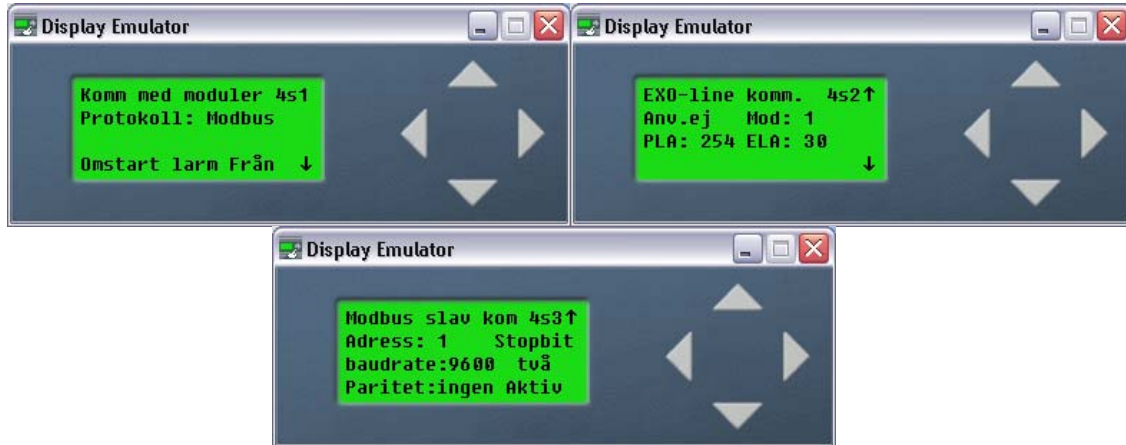 Display Emulator
Komm med moduler 4s1
Protokoll: Modbus
Omstart larm Från ↓
Display Emulator
EXO-line komm. 4s2↑
Anv.ej Mod: 1
PLA: 254 ELA: 30
↓
Display Emulator
Modbus slav kom 4s3↑
Adress: 1 Stopbit
baudrate:9600 två
Paritet:ingen Aktiv